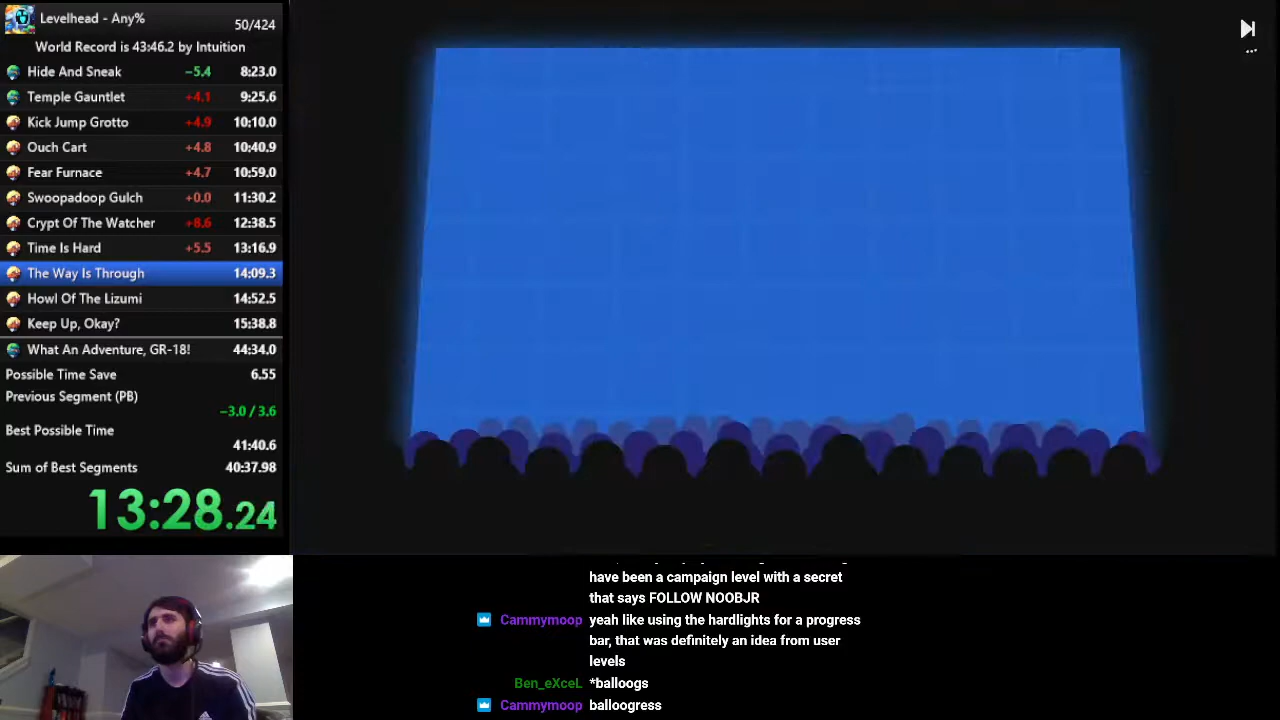 Levelhead - Any%
50/424
World Record is 43:46.2 by Intuition
Hide And Sneak −5.4 8:23.0
Temple Gauntlet +4.1 9:25.6
Kick Jump Grotto +4.9 10:10.0
Ouch Cart +4.8 10:40.9
Fear Furnace +4.7 10:59.0
Swoopadoop Gulch +0.0 11:30.2
Crypt Of The Watcher +8.6 12:38.5
Time Is Hard +5.5 13:16.9
The Way Is Through 14:09.3
Howl Of The Lizumi 14:52.5
Keep Up, Okay? 15:38.8
What An Adventure, GR-18! 44:34.0
Possible Time Save 6.55
Previous Segment (PB)
−3.0 / 3.6
Best Possible Time
41:40.6
Sum of Best Segments 40:37.98
13:28.24
have been a campaign level with a secret
that says FOLLOW NOOBJR
Cammymoop yeah like using the hardlights for a progress
bar, that was definitely an idea from user
levels
Ben_eXceL *balloogs
Cammymoop balloogress